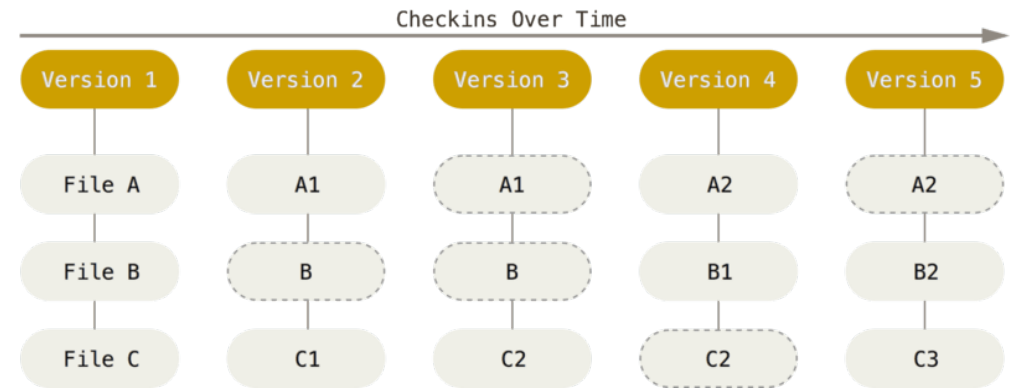 Checkins Over Time
Version 1 Version 2 Version 3 Version 4 Version 5
File A A1 A1 A2 A2
File B B B B1 B2
File C C1 C2 C2 C3